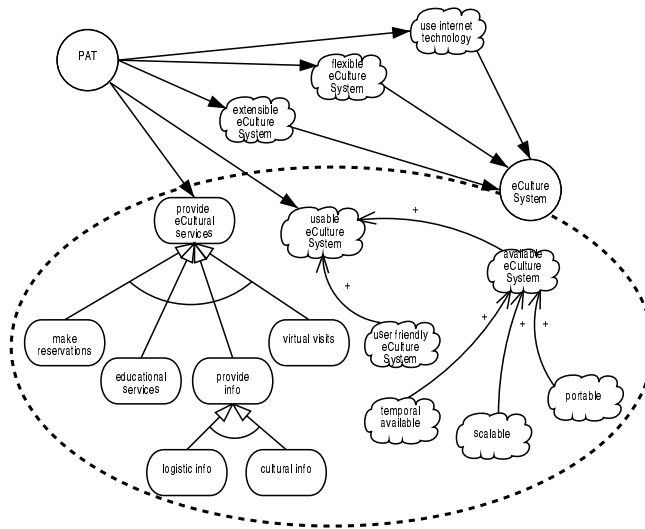 use internet
technology
PAT
flexible
eCulture
System
extensible
eCulture
System
eCulture
System
provide
eCultural
services
usable
eCulture
System
+
available
eCulture
System
+
+
+
+
make
reservations
virtual visits
user friendly
eCulture
System
educational
services
provide
info
temporal
available
portable
scalable
logistic info
cultural info